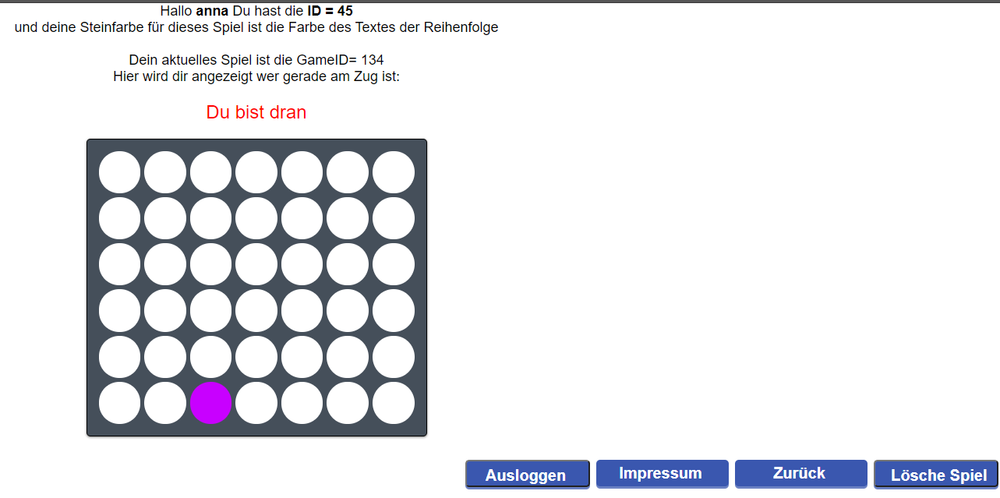 Hallo anna Du hast die ID = 45
und deine Steinfarbe für dieses Spiel ist die Farbe des Textes der Reihenfolge
Dein aktuelles Spiel ist die GameID= 134
Hier wird dir angezeigt wer gerade am Zug ist:
Du bist dran
Ausloggen
Impressum
Zurück
Lösche Spiel